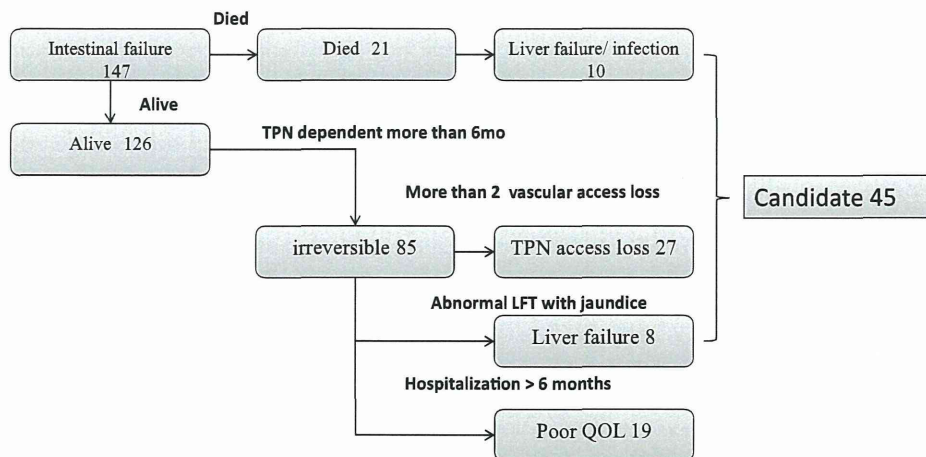 Died
Intestinal failure
147
Died 21
Liver failure/ infection
10
Alive
Alive 126
TPN dependent more than 6mo
More than 2 vascular access loss
Candidate 45
irreversible 85
TPN access loss 27
Abnormal LFT with jaundice
Liver failure 8
Hospitalization > 6 months
Poor QOL 19